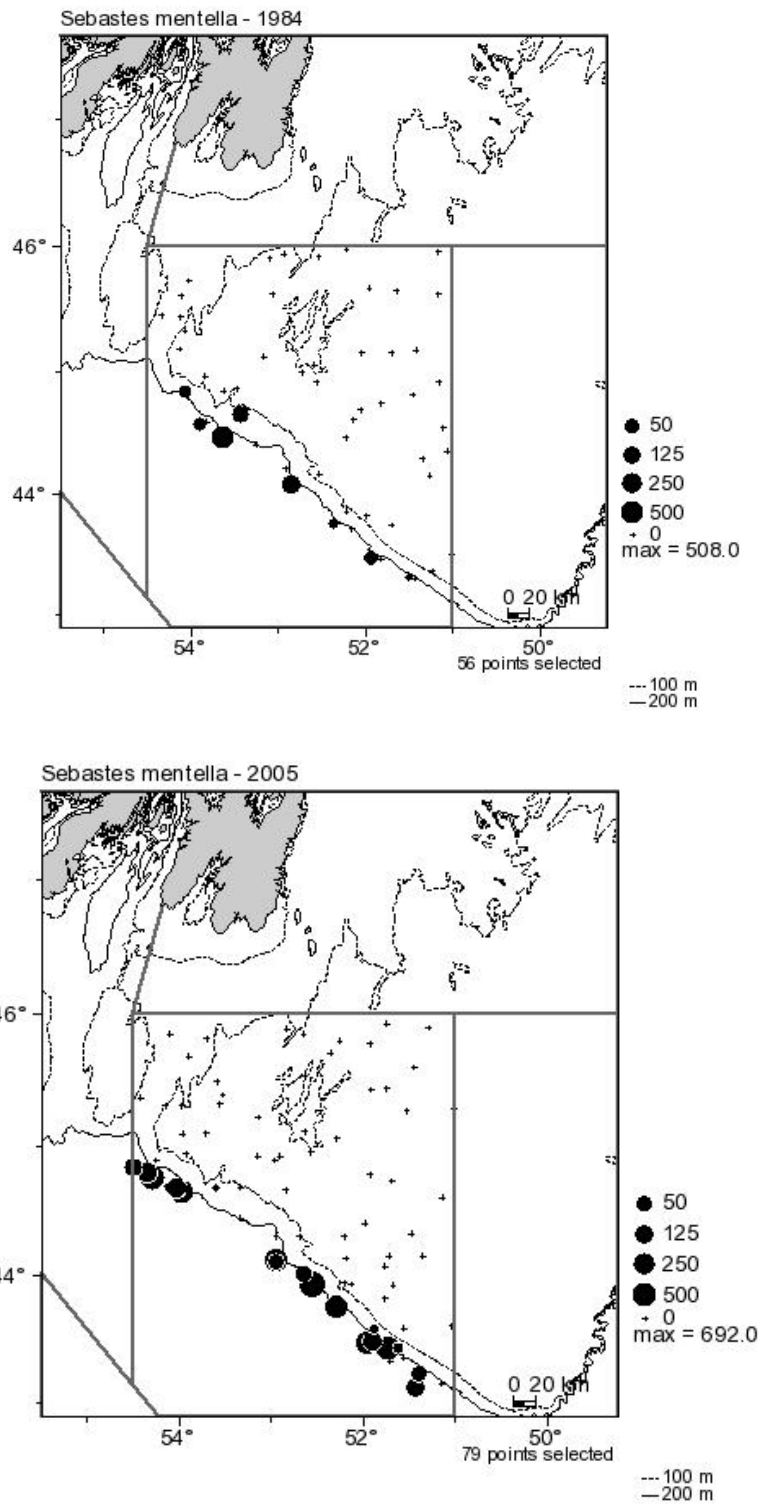 Sebastes mentella - 1984
46°
44°
50
125
250
500
0
max = 508.0
0 20 km
54°
52°
50°
56 points selected
100 m
200 m
Sebastes mentella - 2005
46°
44°
50
125
250
500
0
max = 692.0
0 20 km
54°
52°
50°
79 points selected
100 m
200 m